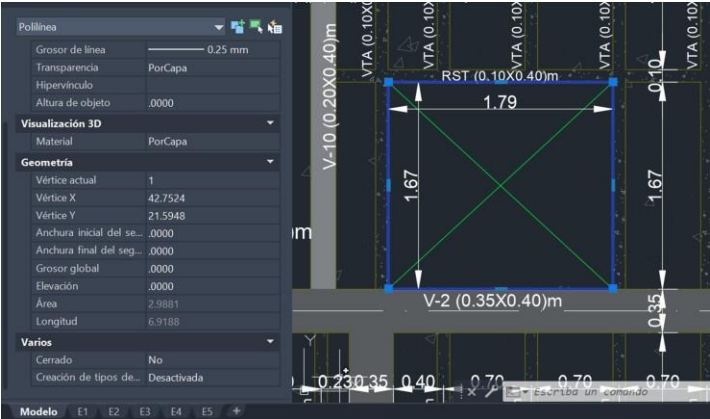 Polilínea
Grosor de línea 0.25 mm
Transparencia PorCapa
Hipervínculo
Altura de objeto .0000
Visualización 3D
Material PorCapa
Geometría
Vértice actual 1
Vértice X 42.7524
Vértice Y 21.5948
Anchura inicial del se... .0000
Anchura final del seg... .0000
Grosor global .0000
Elevación .0000
Área 2.9881
Longitud 6.9188
Varios
Cerrado No
Creación de tipos de... Desactivada
Modelo E1 E2 E3 E4 E5 +
V-10 (0.20X0.40)m
VTA (0.10X
VTA (0.10X
VTA (0.10X
VTA (0.10X
VTA (0.10X
RST (0.10X0.40)m
0.10
1.79
1.67
1.67
m
V-2 (0.35X0.40)m
0.35
Y
0.230.35 0.40 0.70 0.70 0.70
Escriba un comando